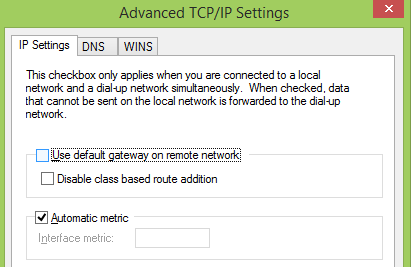 Advanced TCP/IP Settings
IP Settings DNS WINS
This checkbox only applies when you are connected to a local
network and a dial-up network simultaneously. When checked, data
that cannot be sent on the local network is forwarded to the dial-up
network.
Use default gateway on remote network
Disable class based route addition
Automatic metric
Interface metric: